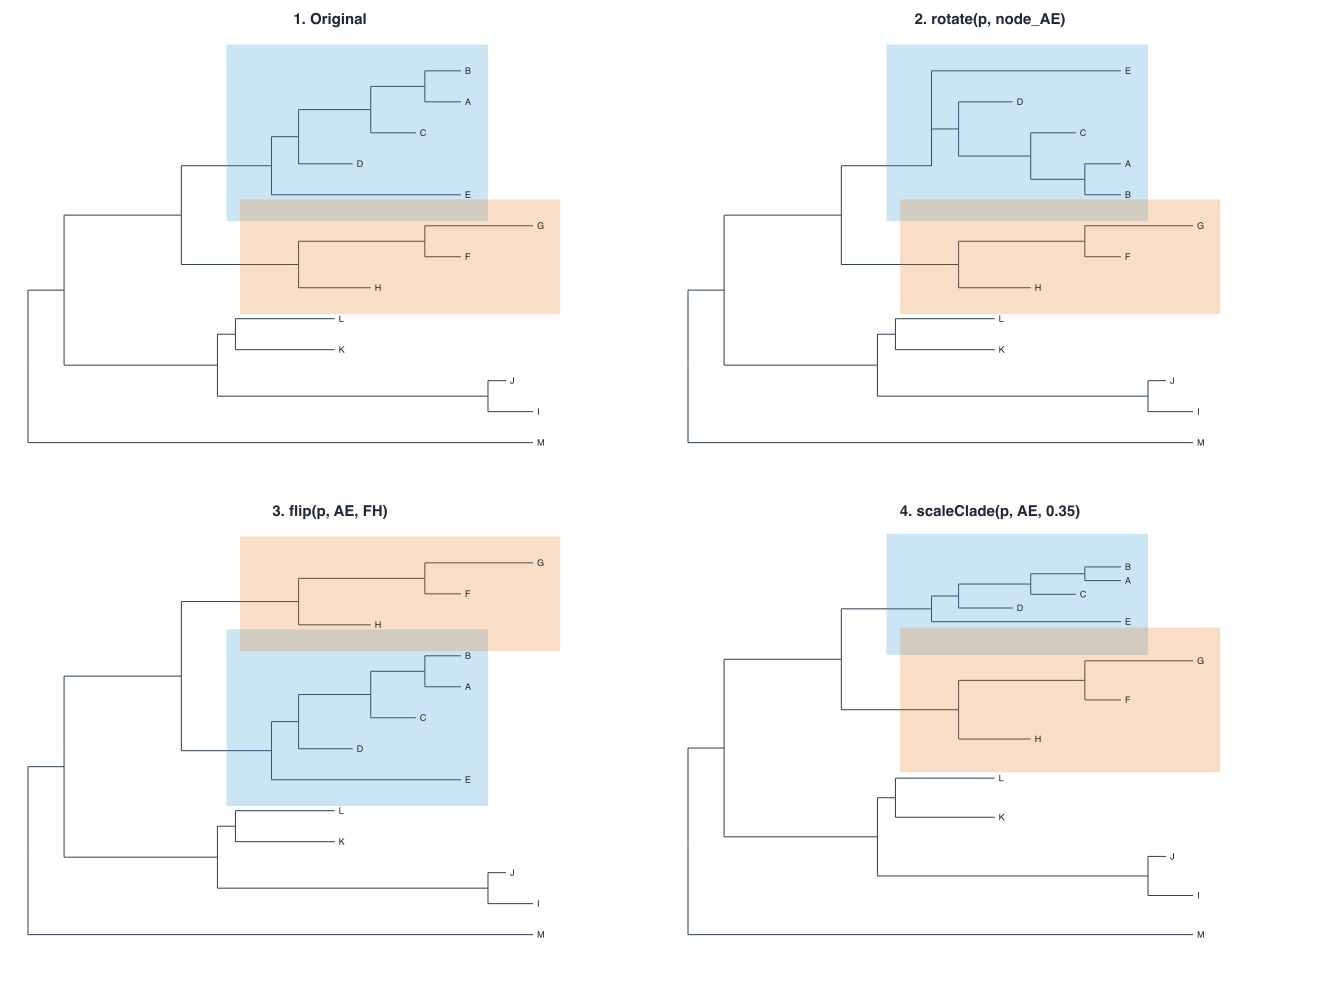 1. Original
B
A
C
D
E
G
F
H
L
K
J
I
M
2. rotate(p, node_AE)
E
D
C
A
B
G
F
H
L
K
J
I
M
3. flip(p, AE, FH)
G
F
H
B
A
C
D
E
L
K
J
I
M
4. scaleClade(p, AE, 0.35)
B
A
C
D
E
G
F
H
L
K
J
I
M